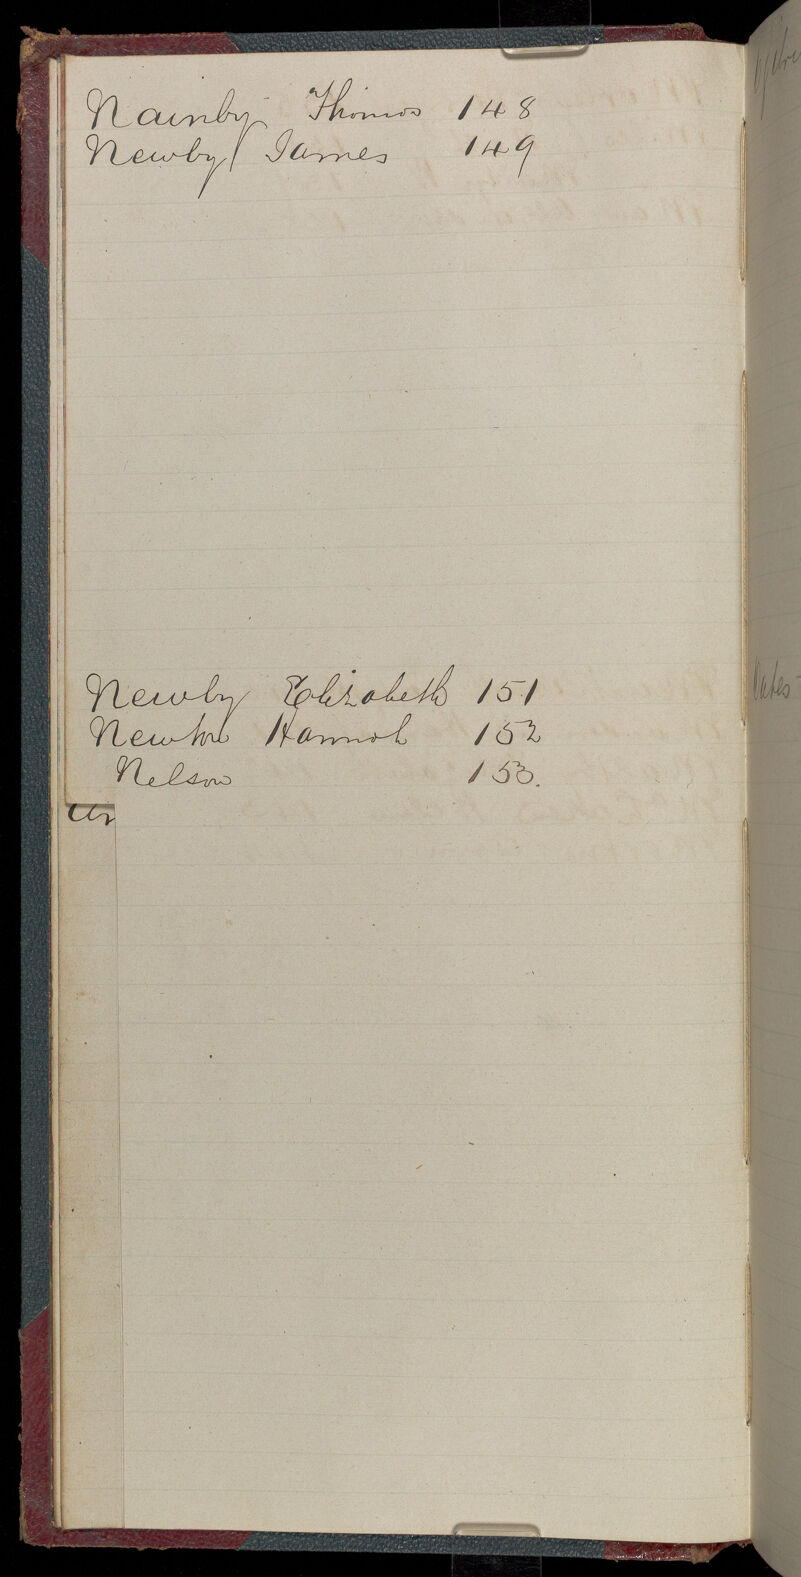 Nainby Thomas 148
Newby James 149
Newby Elizabeth 151
Newton Hannah 152
Nelson 153.